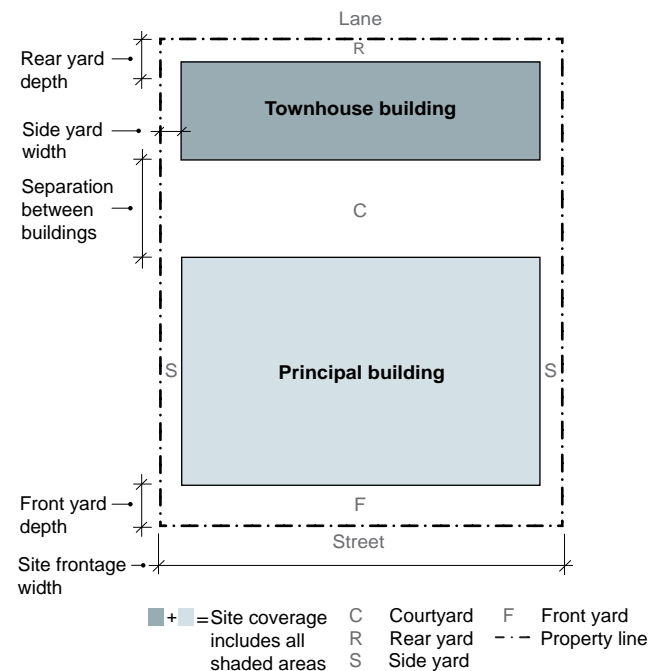 Lane
R
Rear yard
depth
Townhouse building
Side yard
width
Separation
between
buildings
C
S
Principal building
S
Front yard
depth
F
Street
Site frontage
width
+ = Site coverage
includes all
shaded areas
C Courtyard
R Rear yard
S Side yard
F Front yard
Property line